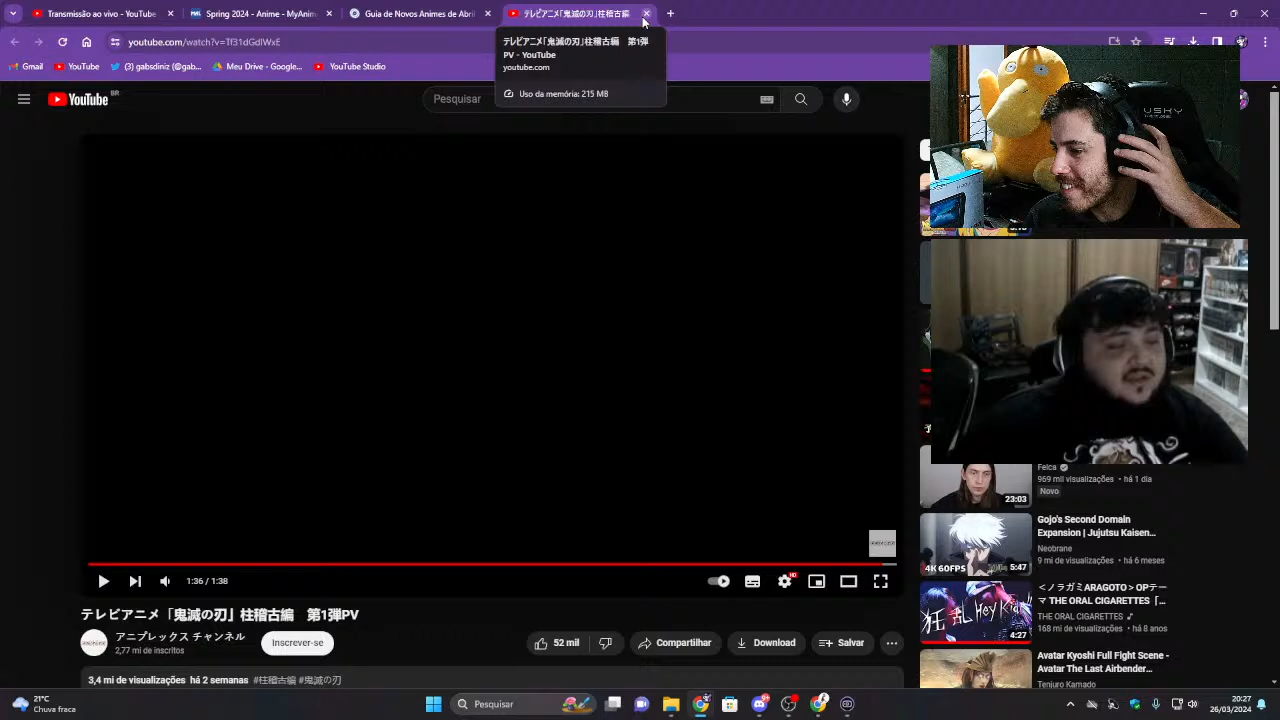 Transmissão ao vivo - YouTube
Spring 2024 - Anime - MyAnim
Guia de Novos Animes de Abri
テレビアニメ「鬼滅の刃」柱稽古編
youtube.com/watch?v=Tf31dGdIWxE
テレビアニメ「鬼滅の刃」柱稽古編　第1弾
PV - YouTube
youtube.com
Uso da memória: 215 MB
Gmail
YouTube
(3) gabsdiniz (@gab...
Meu Drive - Google...
YouTube Studio
YouTube
BR
Pesquisar
VSKY
Felca
969 mil visualizações • há 1 dia
Novo
23:03
Gojo's Second Domain
Expansion | Jujutsu Kaisen...
Neobrane
9 mi de visualizações • há 6 meses
4K 60FPS
5:47
＜ノラガミARAGOTO＞OPテー
マ THE ORAL CIGARETTES「...
THE ORAL CIGARETTES
168 mi de visualizações • há 8 anos
狂乱 Hey Kids!!
4:27
Avatar Kyoshi Full Fight Scene -
Avatar The Last Airbender...
Tenjuro Kamado
1:36 / 1:38
HD
テレビアニメ「鬼滅の刃」柱稽古編　第1弾PV
アニプレックス チャンネル
2,77 mi de inscritos
Inscrever-se
52 mil
Compartilhar
Download
Salvar
3,4 mi de visualizações há 2 semanas #柱稽古編 #鬼滅の刃
21°C
Chuva fraca
Pesquisar
20:27
26/03/2024